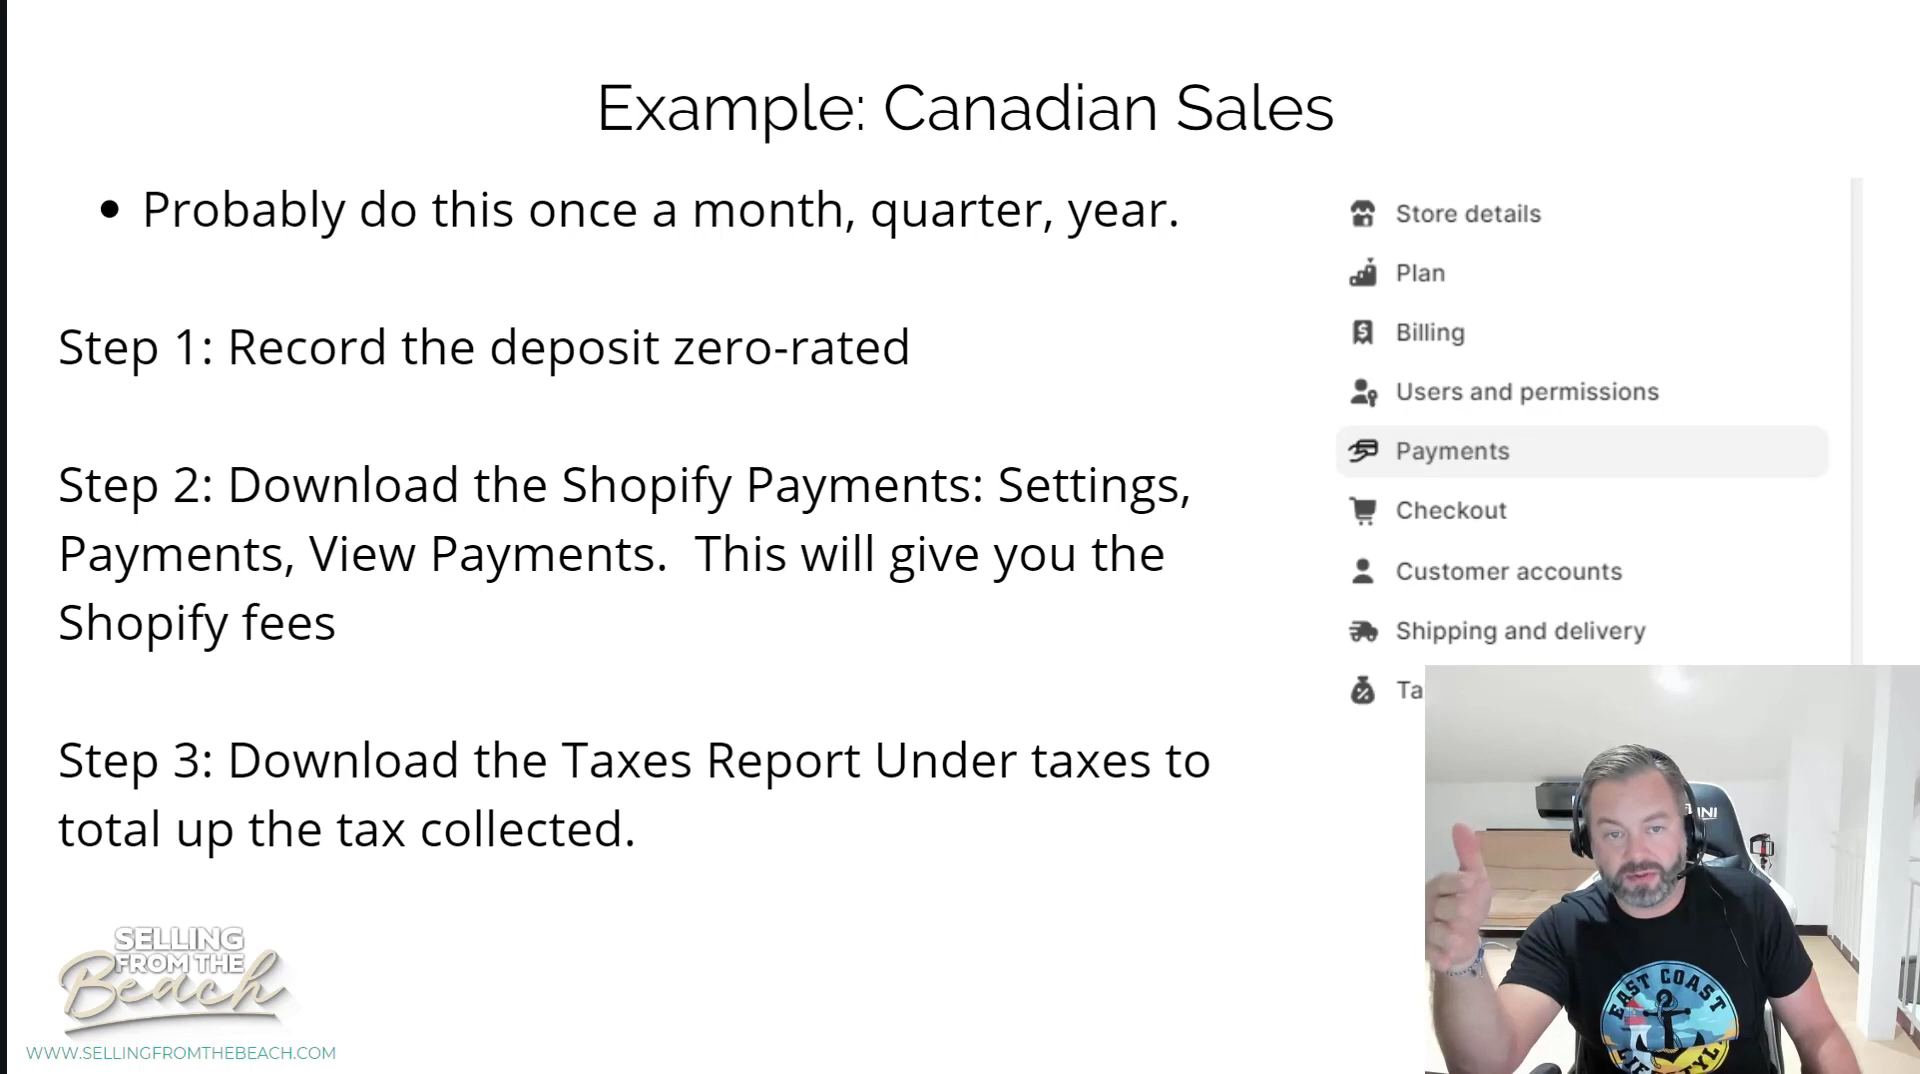 Example: Canadian Sales
• Probably do this once a month, quarter, year.
Step 1: Record the deposit zero-rated
Step 2: Download the Shopify Payments: Settings,
Payments, View Payments.  This will give you the
Shopify fees
Step 3: Download the Taxes Report Under taxes to
total up the tax collected.
Store details
Plan
Billing
Users and permissions
Payments
Checkout
Customer accounts
Shipping and delivery
Ta
SELLING
FROM THE
Beach
WWW.SELLINGFROMTHEBEACH.COM
EAST COAST